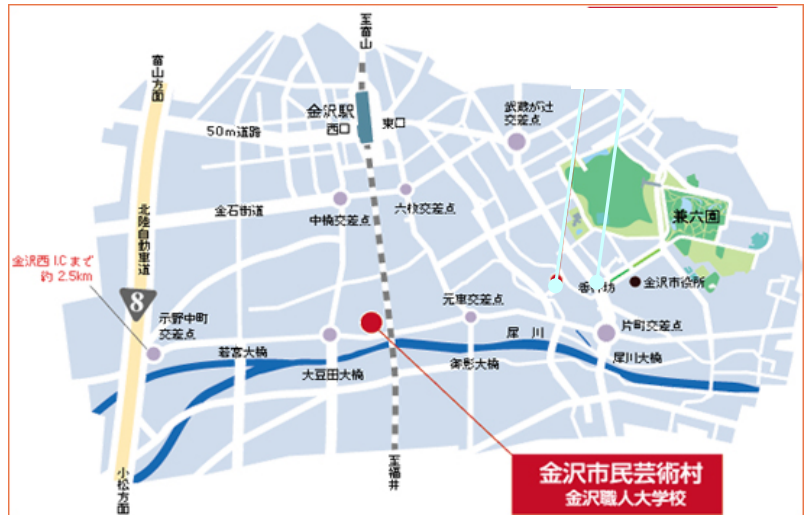 至富山
富山方面
金沢駅
西口
東口
50m道路
武蔵が辻
交差点
金石街道
中橋交差点
六枚交差点
兼六園
北陸自動車道
金沢西I.Cまで
約2.5km
8
示野中町
交差点
元車交差点
金沢市役所
片町交差点
若宮大橋
大豆田大橋
御影大橋
犀川
犀川大橋
至福井
小松方面
金沢市民芸術村
金沢職人大学校